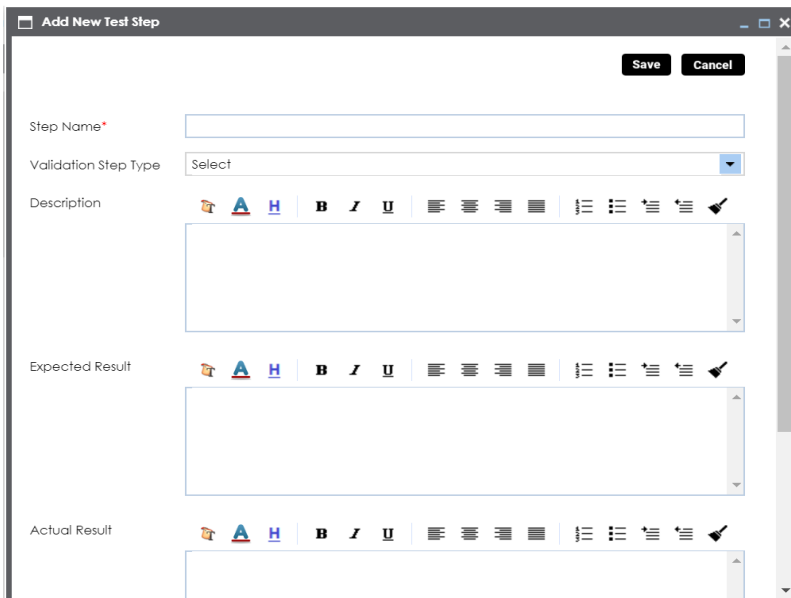 Add New Test Step
Save Cancel
Step Name*
Validation Step Type Select
Description A H B I U
Expected Result A H B I U
Actual Result A H B I U